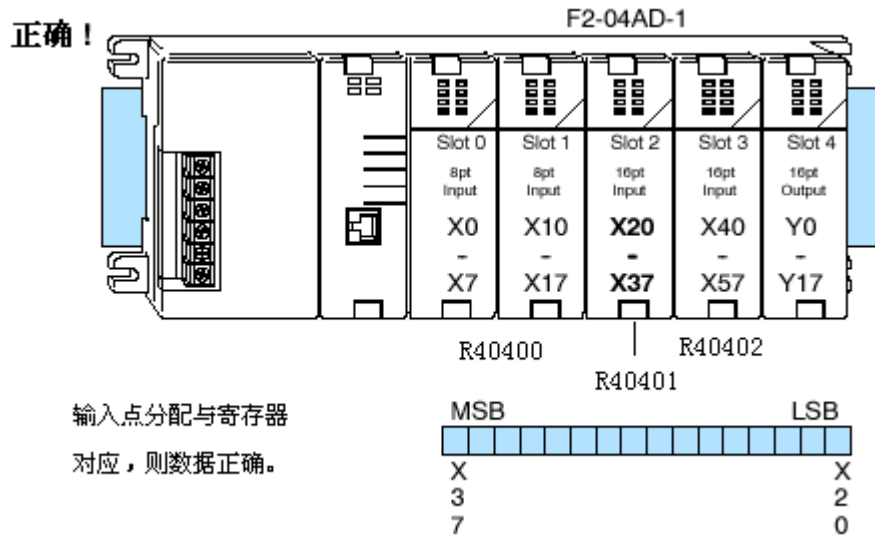 F2-04AD-1
正确！
Slot 0 Slot 1 Slot 2 Slot 3 Slot 4
8pt 8pt 16pt 16pt 16pt
Input Input Input Input Output
X0 X10 X20 X40 Y0
- - - - -
X7 X17 X37 X57 Y17
R40400 R40402
R40401
输入点分配与寄存器
对应，则数据正确。
MSB LSB
X X
3 2
7 0